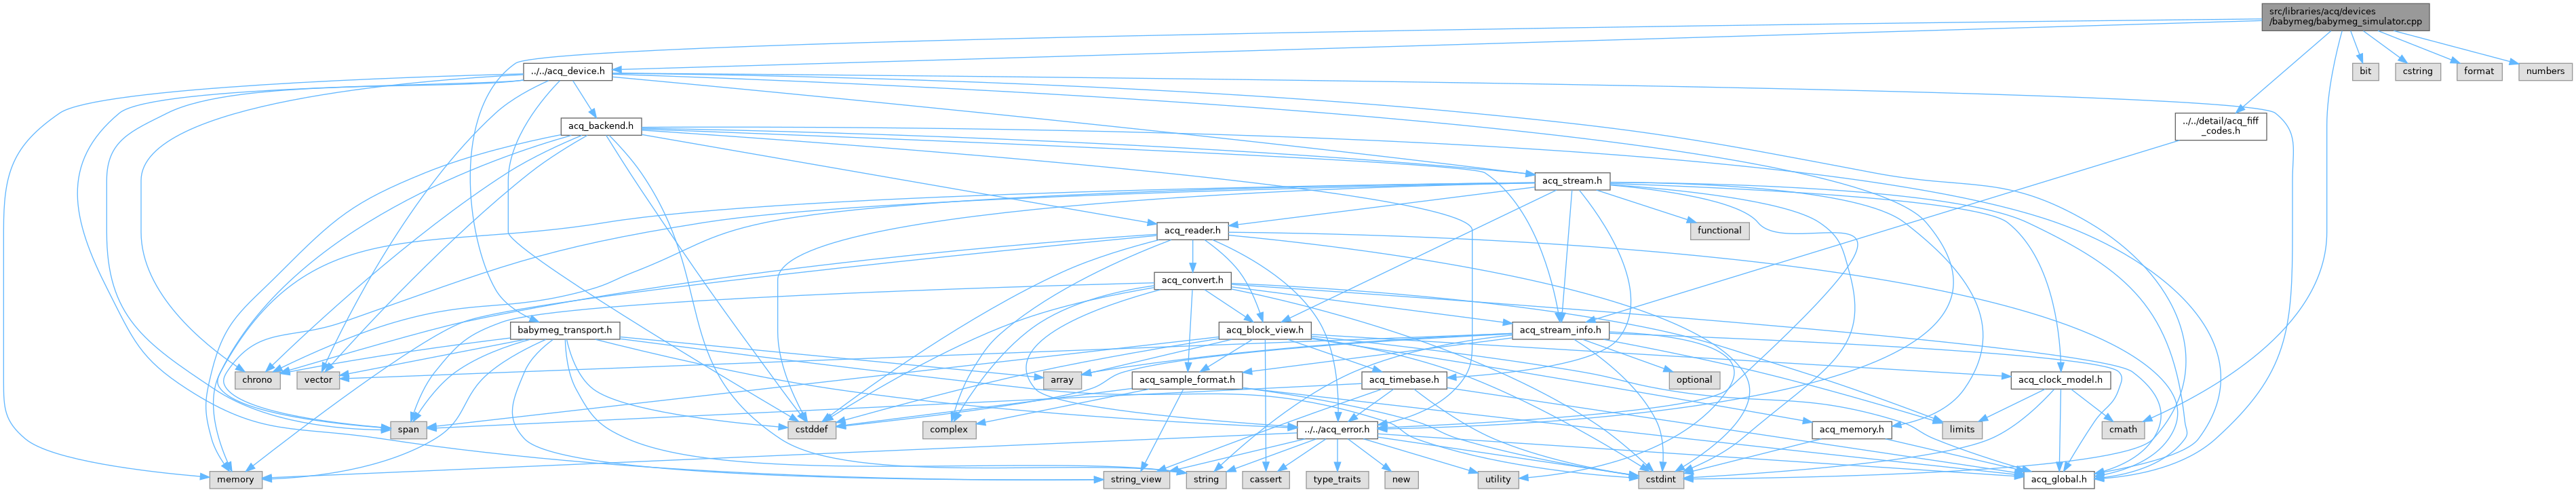 src/libraries/acq/devices
/babymeg/babymeg_simulator.cpp
../../acq_device.h
bit
cstring
format
numbers
acq_backend.h
../../detail/acq_fiff
_codes.h
acq_stream.h
acq_reader.h
functional
acq_convert.h
babymeg_transport.h
acq_block_view.h
acq_stream_info.h
chrono
vector
array
acq_sample_format.h
acq_timebase.h
optional
acq_clock_model.h
span
cstddef
complex
../../acq_error.h
acq_memory.h
limits
cmath
memory
string_view
string
cassert
type_traits
new
utility
cstdint
acq_global.h